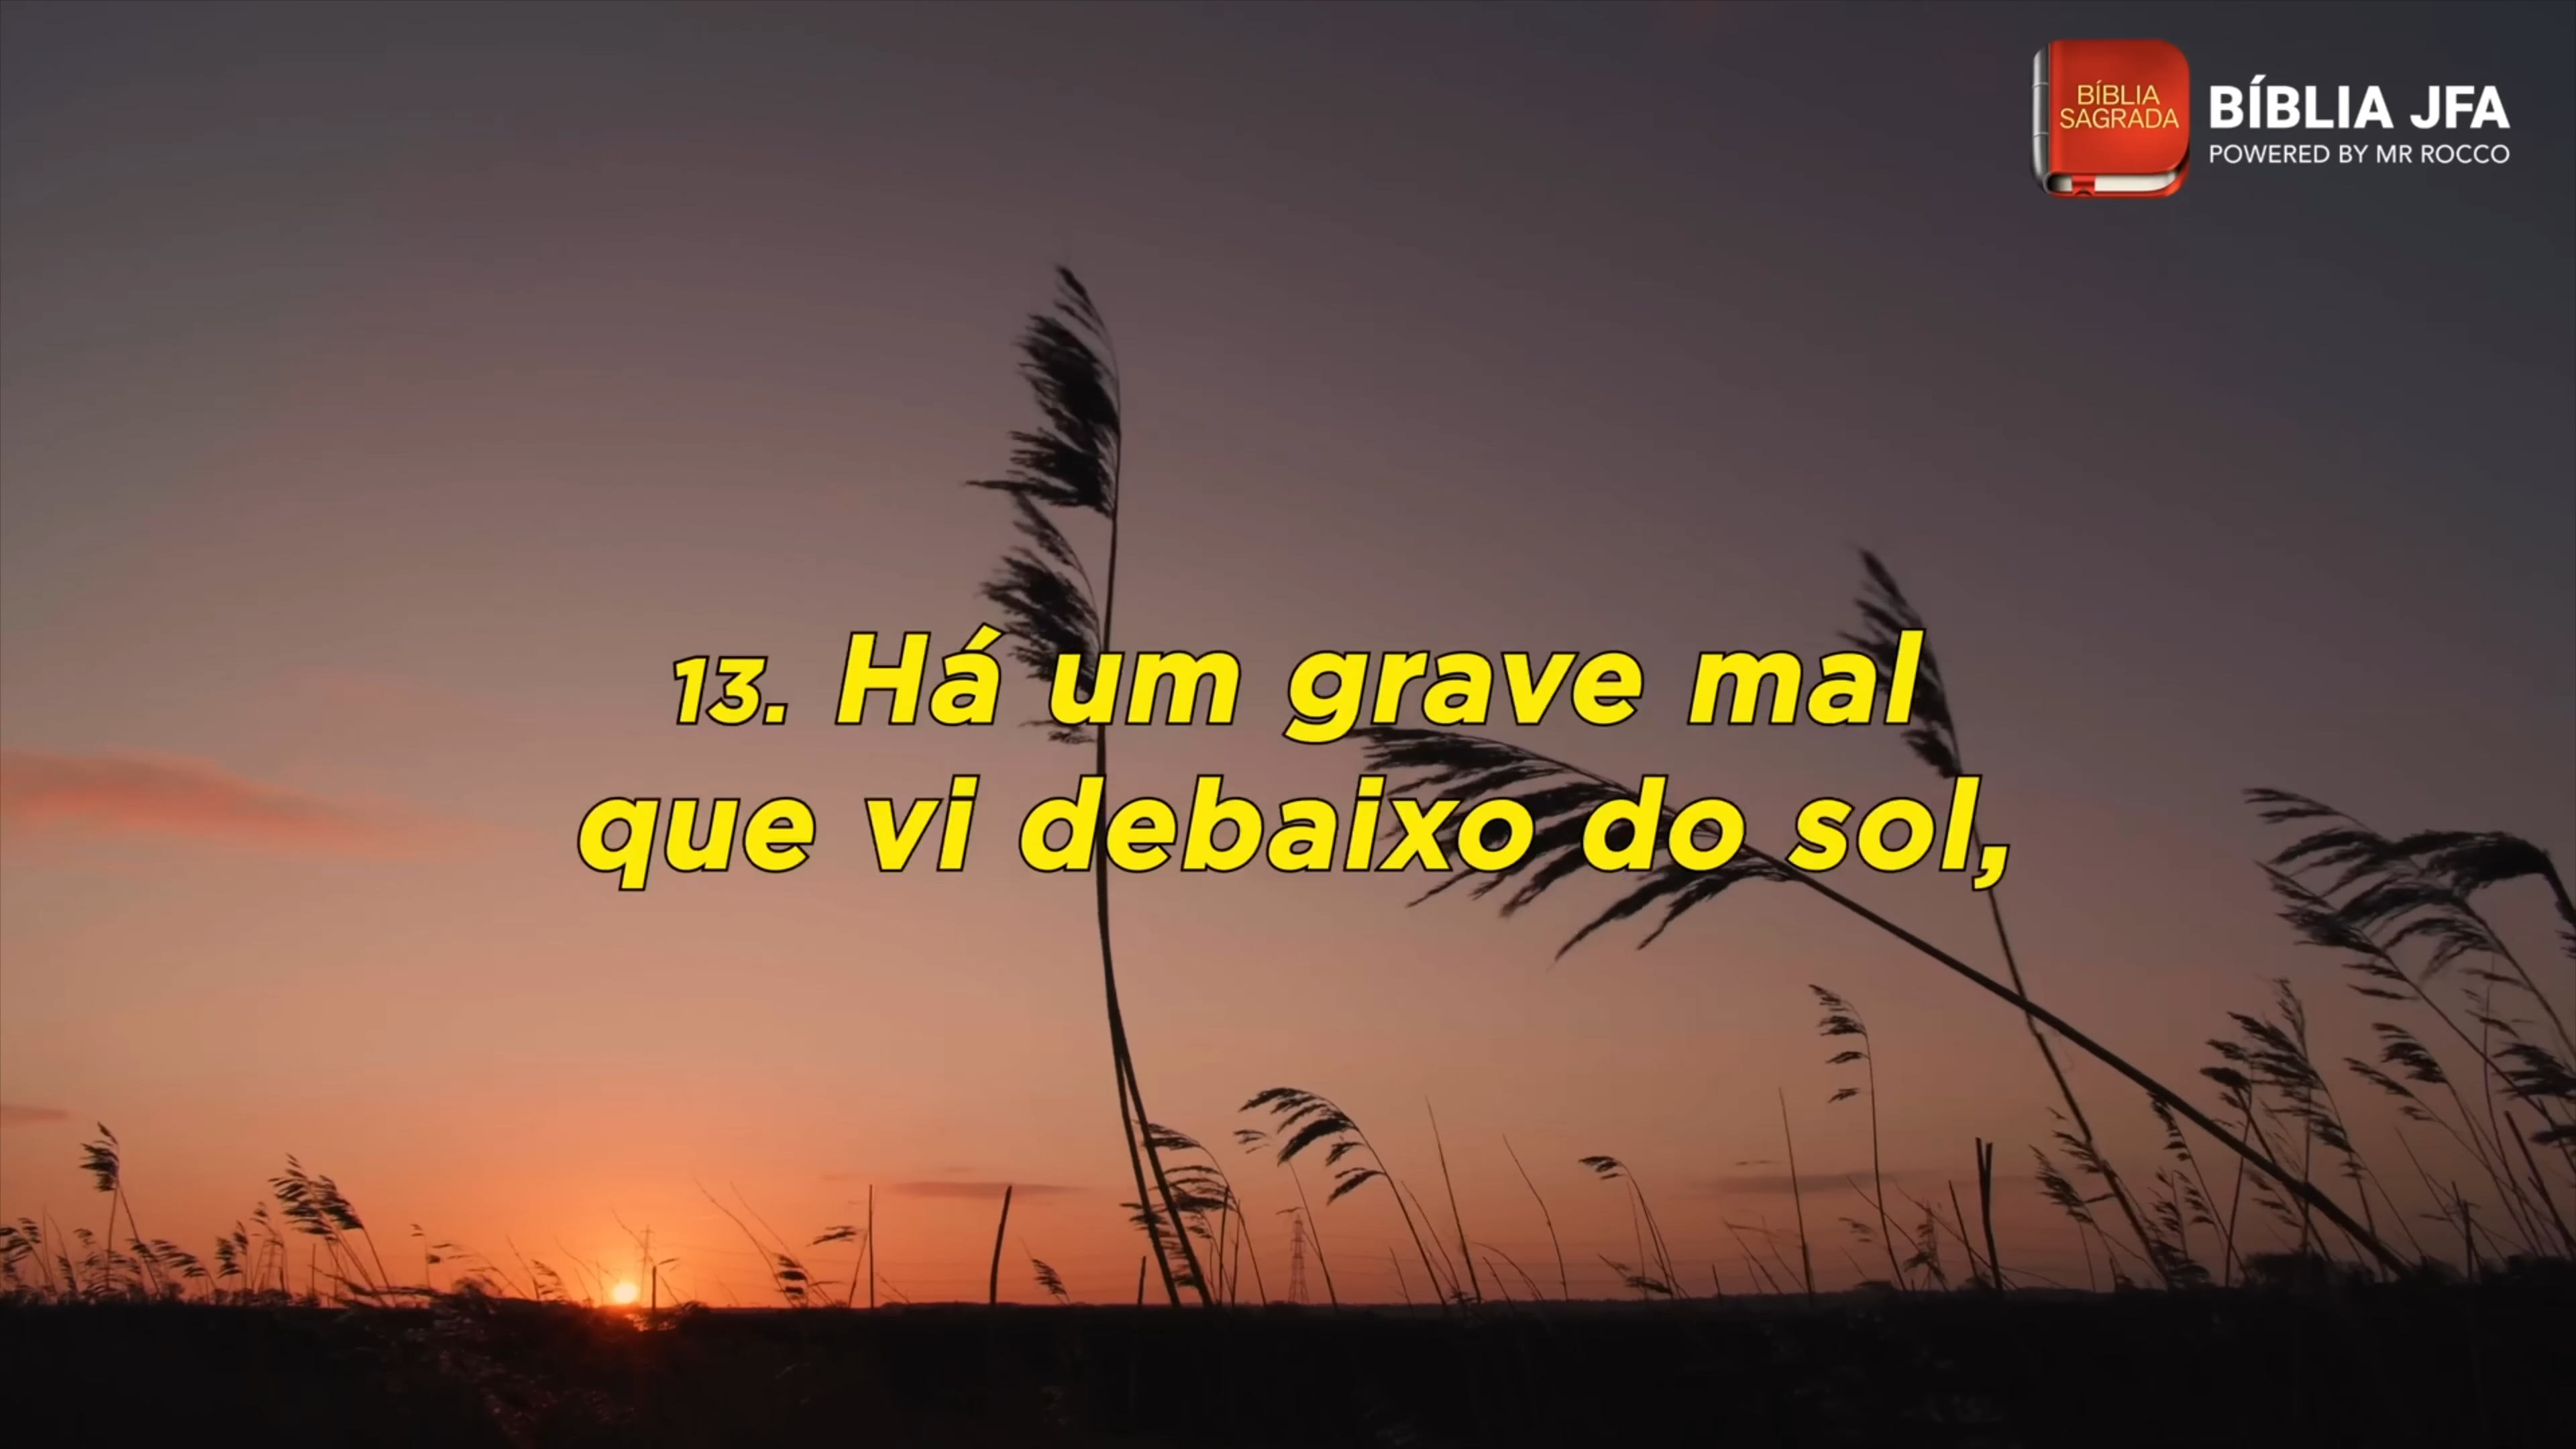 BÍBLIA
SAGRADA
BÍBLIA JFA
POWERED BY MR ROCCO
13. Há um grave mal
que vi debaixo do sol,